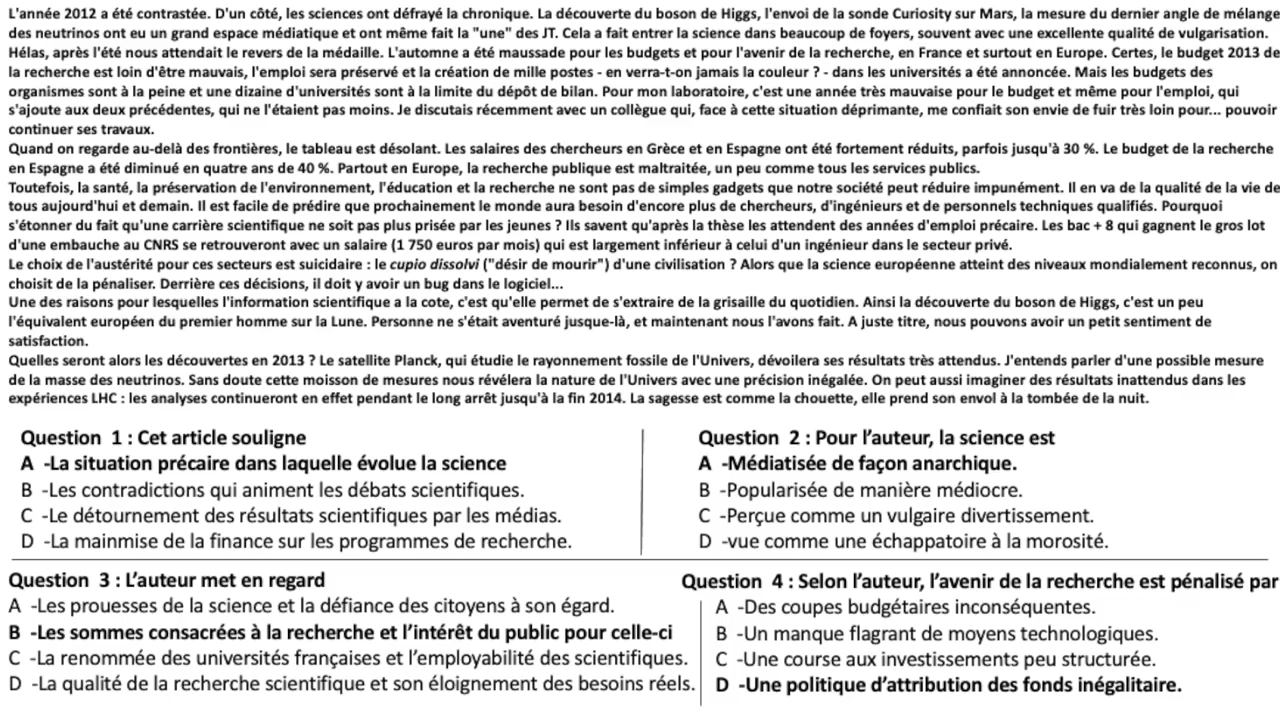 L'année 2012 a été contrastée. D'un côté, les sciences ont défrayé la chronique. La découverte du boson de Higgs, l'envoi de la sonde Curiosity sur Mars, la mesure du dernier angle de mélange
des neutrinos ont eu un grand espace médiatique et ont même fait la "une" des JT. Cela a fait entrer la science dans beaucoup de foyers, souvent avec une excellente qualité de vulgarisation.
Hélas, après l'été nous attendait le revers de la médaille. L'automne a été maussade pour les budgets et pour l'avenir de la recherche, en France et surtout en Europe. Certes, le budget 2013 de
la recherche est loin d'être mauvais, l'emploi sera préservé et la création de mille postes - en verra-t-on jamais la couleur ? - dans les universités a été annoncée. Mais les budgets des
organismes sont à la peine et une dizaine d'universités sont à la limite du dépôt de bilan. Pour mon laboratoire, c'est une année très mauvaise pour le budget et même pour l'emploi, qui
s'ajoute aux deux précédentes, qui ne l'étaient pas moins. Je discutais récemment avec un collègue qui, face à cette situation déprimante, me confiait son envie de fuir très loin pour... pouvoir
continuer ses travaux.
Quand on regarde au-delà des frontières, le tableau est désolant. Les salaires des chercheurs en Grèce et en Espagne ont été fortement réduits, parfois jusqu'à 30 %. Le budget de la recherche
en Espagne a été diminué en quatre ans de 40 %. Partout en Europe, la recherche publique est maltraitée, un peu comme tous les services publics.
Toutefois, la santé, la préservation de l'environnement, l'éducation et la recherche ne sont pas de simples gadgets que notre société peut réduire impunément. Il en va de la qualité de la vie de
tous aujourd'hui et demain. Il est facile de prédire que prochainement le monde aura besoin d'encore plus de chercheurs, d'ingénieurs et de personnels techniques qualifiés. Pourquoi
s'étonner du fait qu'une carrière scientifique ne soit pas plus prisée par les jeunes ? Ils savent qu'après la thèse les attendent des années d'emploi précaire. Les bac + 8 qui gagnent le gros lot
d'une embauche au CNRS se retrouveront avec un salaire (1 750 euros par mois) qui est largement inférieur à celui d'un ingénieur dans le secteur privé.
Le choix de l'austérité pour ces secteurs est suicidaire : le cupio dissolvi ("désir de mourir") d'une civilisation ? Alors que la science européenne atteint des niveaux mondialement reconnus, on
choisit de la pénaliser. Derrière ces décisions, il doit y avoir un bug dans le logiciel...
Une des raisons pour lesquelles l'information scientifique a la cote, c'est qu'elle permet de s'extraire de la grisaille du quotidien. Ainsi la découverte du boson de Higgs, c'est un peu
l'équivalent européen du premier homme sur la Lune. Personne ne s'était aventuré jusque-là, et maintenant nous l'avons fait. A juste titre, nous pouvons avoir un petit sentiment de
satisfaction.
Quelles seront alors les découvertes en 2013 ? Le satellite Planck, qui étudie le rayonnement fossile de l'Univers, dévoilera ses résultats très attendus. J'entends parler d'une possible mesure
de la masse des neutrinos. Sans doute cette moisson de mesures nous révélera la nature de l'Univers avec une précision inégalée. On peut aussi imaginer des résultats inattendus dans les
expériences LHC : les analyses continueront en effet pendant le long arrêt jusqu'à la fin 2014. La sagesse est comme la chouette, elle prend son envol à la tombée de la nuit.
Question 1 : Cet article souligne
A -La situation précaire dans laquelle évolue la science
B -Les contradictions qui animent les débats scientifiques.
C -Le détournement des résultats scientifiques par les médias.
D -La mainmise de la finance sur les programmes de recherche.
Question 2 : Pour l'auteur, la science est
A -Médiatisée de façon anarchique.
B -Popularisée de manière médiocre.
C -Perçue comme un vulgaire divertissement.
D -vue comme une échappatoire à la morosité.
Question 3 : L'auteur met en regard
A -Les prouesses de la science et la défiance des citoyens à son égard.
B -Les sommes consacrées à la recherche et l'intérêt du public pour celle-ci
C -La renommée des universités françaises et l'employabilité des scientifiques.
D -La qualité de la recherche scientifique et son éloignement des besoins réels.
Question 4 : Selon l'auteur, l'avenir de la recherche est pénalisé par
A -Des coupes budgétaires inconséquentes.
B -Un manque flagrant de moyens technologiques.
C -Une course aux investissements peu structurée.
D -Une politique d'attribution des fonds inégalitaire.